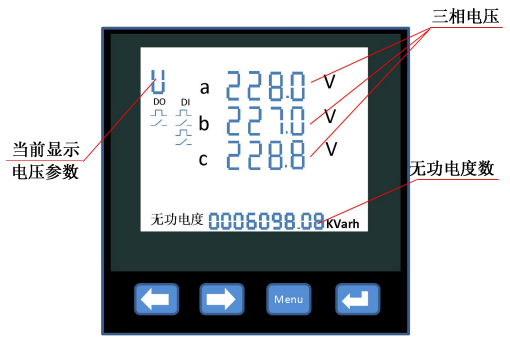 三相电压
U
a 228.0 V
DO DI
b 227.0 V
c 228.8 V
当前显示
电压参数
无功电度数
无功电度 0006098.08 KVarh
Menu